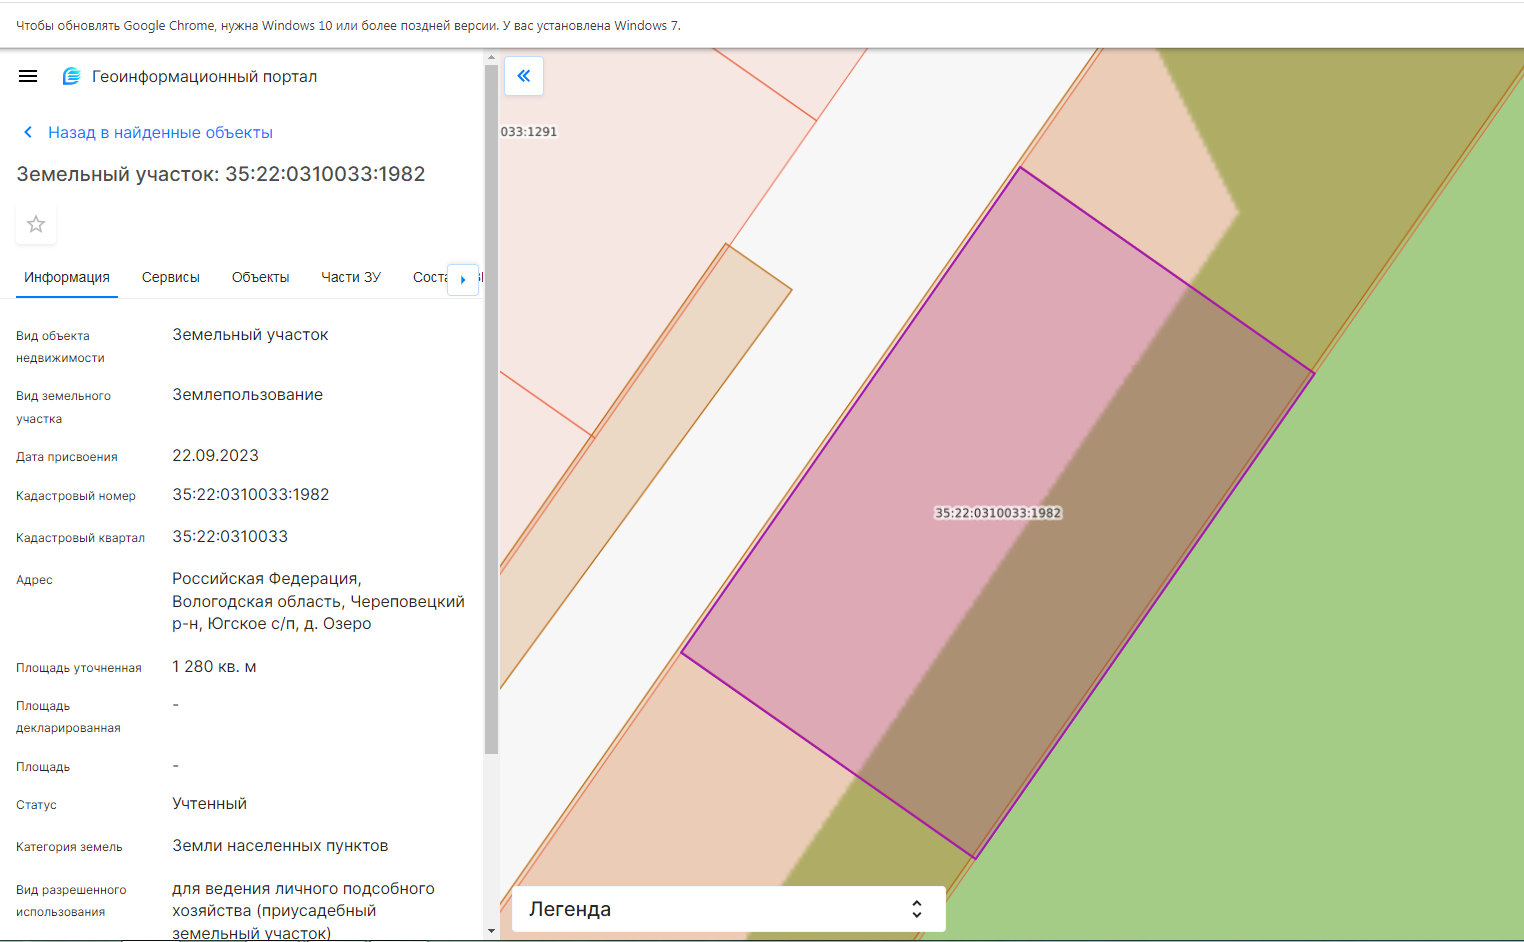 Чтобы обновлять Google Chrome, нужна Windows 10 или более поздней версии. У вас установлена Windows 7.
Геоинформационный портал
Назад в найденные объекты
Земельный участок: 35:22:0310033:1982
Информация Сервисы Объекты Части ЗУ
Вид объекта недвижимости
Земельный участок
Вид земельного участка
Землепользование
Дата присвоения
22.09.2023
Кадастровый номер
35:22:0310033:1982
Кадастровый квартал
35:22:0310033
Адрес
Российская Федерация,
Вологодская область, Череповецкий
р-н, Югское с/п, д. Озеро
Площадь уточненная
1 280 кв. м
Площадь декларированная
-
Площадь
-
Статус
Учтенный
Категория земель
Земли населенных пунктов
Вид разрешенного использования
для ведения личного подсобного
хозяйства (приусадебный
земельный участок)
033:1291
35:22:0310033:1982
Легенда